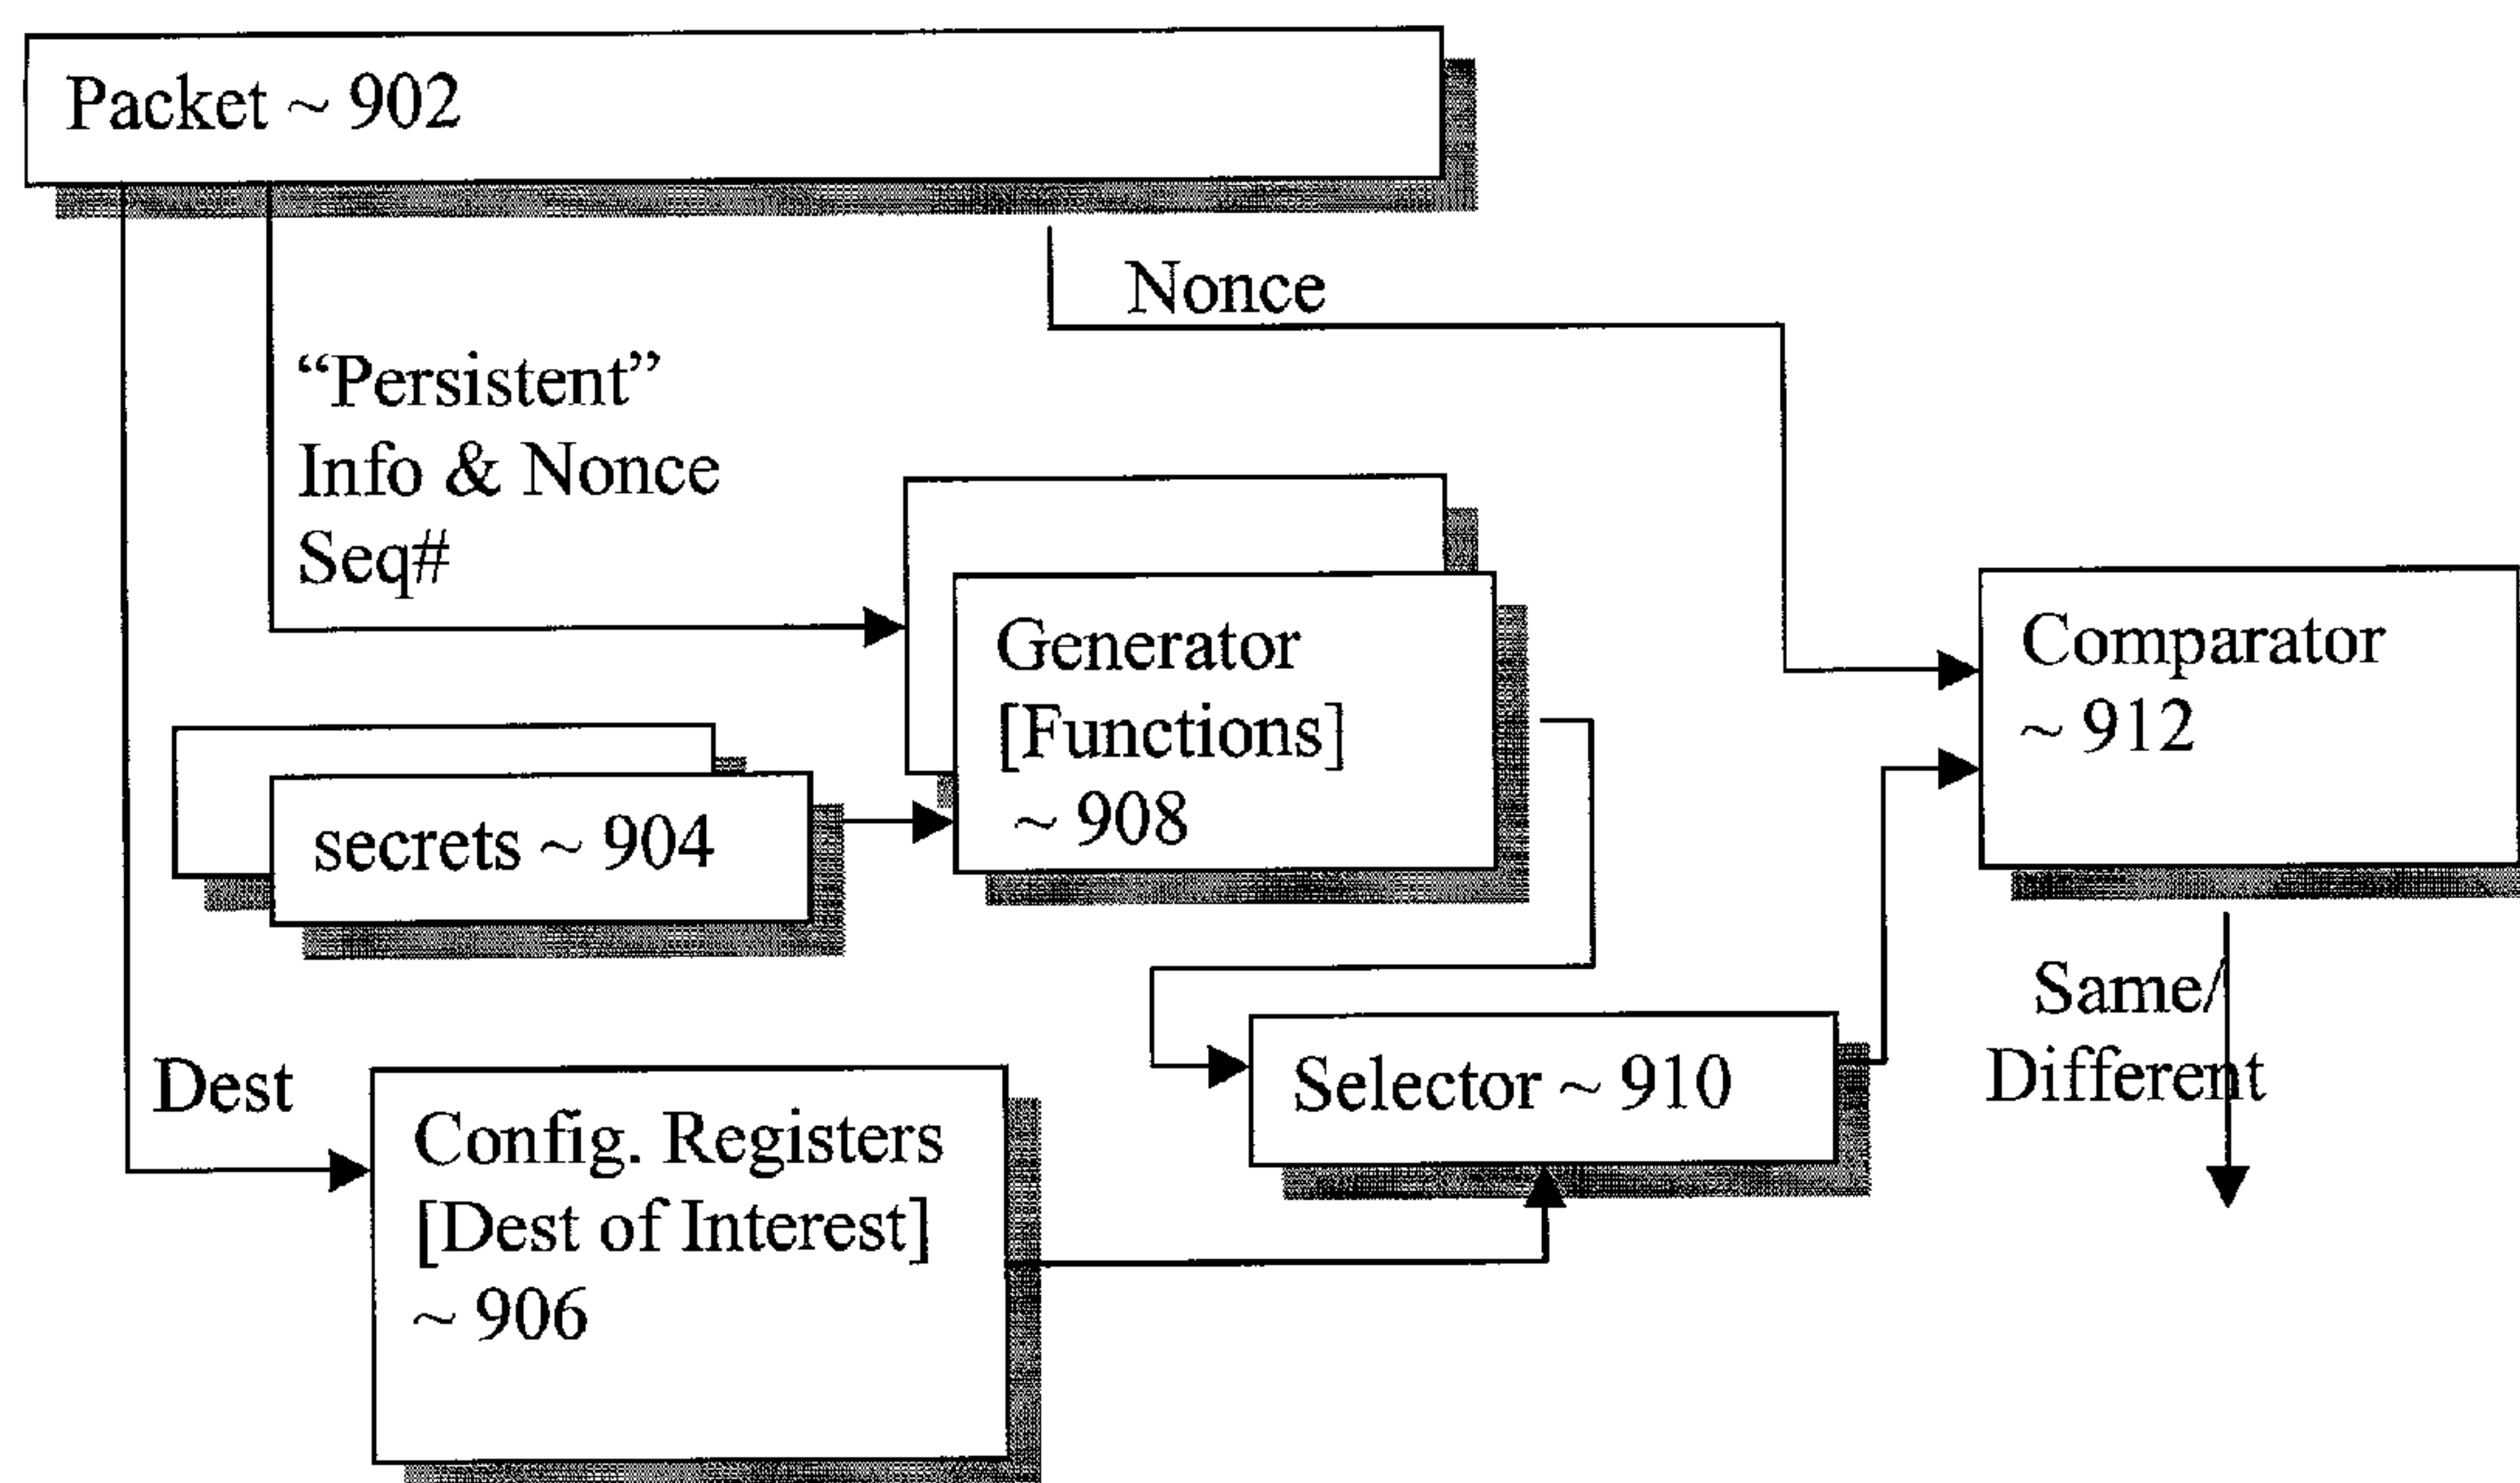 Packet ~ 902
Nonce
“Persistent”
Info & Nonce
Seq#
Generator
[Functions]
~ 908
Comparator
~ 912
secrets ~ 904
Same/
Different
Dest
Selector ~ 910
Config. Registers
[Dest of Interest]
~ 906